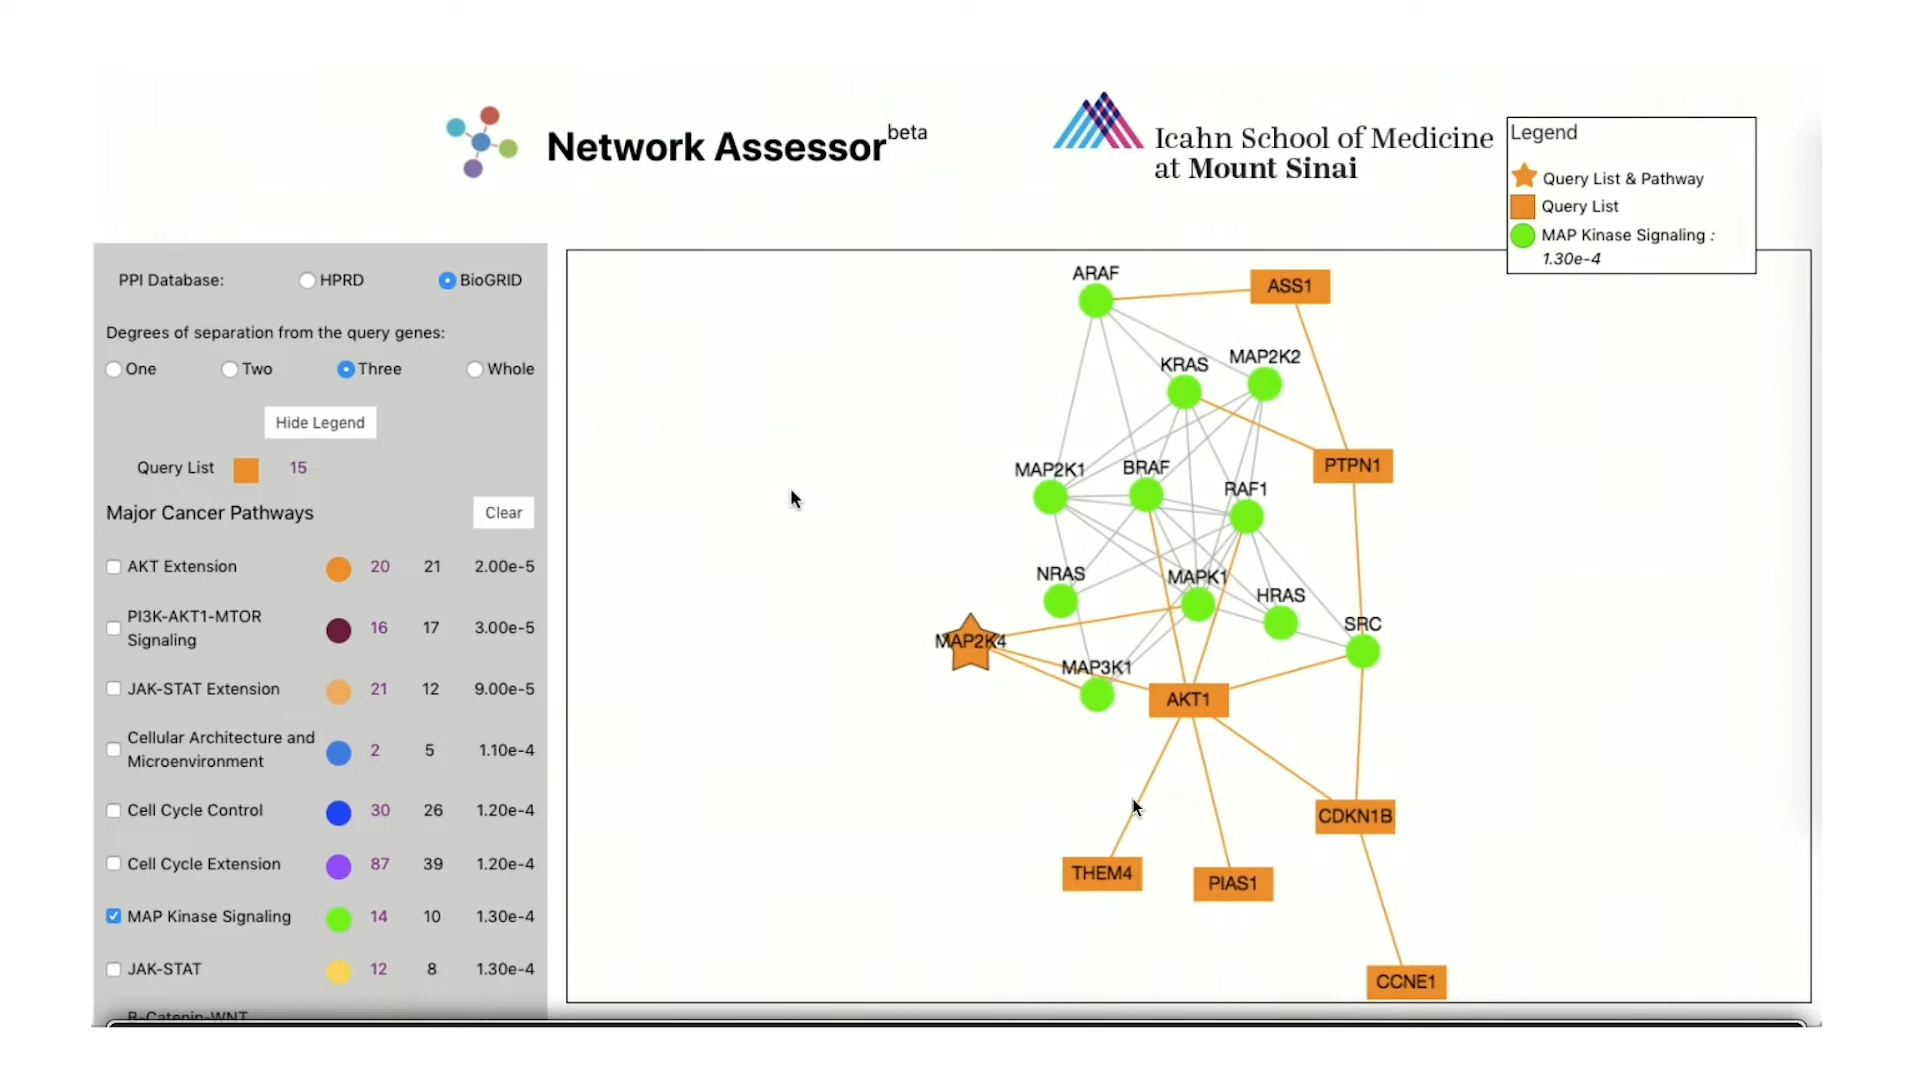 Network Assessor beta
Icahn School of Medicine
at Mount Sinai
Legend
Query List & Pathway
Query List
MAP Kinase Signaling :
1.30e-4
PPI Database: HPRD BioGRID
Degrees of separation from the query genes:
One Two Three Whole
Hide Legend
Query List 15
Major Cancer Pathways Clear
AKT Extension 20 21 2.00e-5
PI3K-AKT1-MTOR
Signaling 16 17 3.00e-5
JAK-STAT Extension 21 12 9.00e-5
Cellular Architecture and
Microenvironment 2 5 1.10e-4
Cell Cycle Control 30 26 1.20e-4
Cell Cycle Extension 87 39 1.20e-4
MAP Kinase Signaling 14 10 1.30e-4
JAK-STAT 12 8 1.30e-4
B-Catenin-WNT
ARAF
ASS1
KRAS
MAP2K2
MAP2K1
BRAF
PTPN1
RAF1
NRAS
MAPK1
HRAS
SRC
MAP2K4
MAP3K1
AKT1
CDKN1B
THEM4
PIAS1
CCNE1